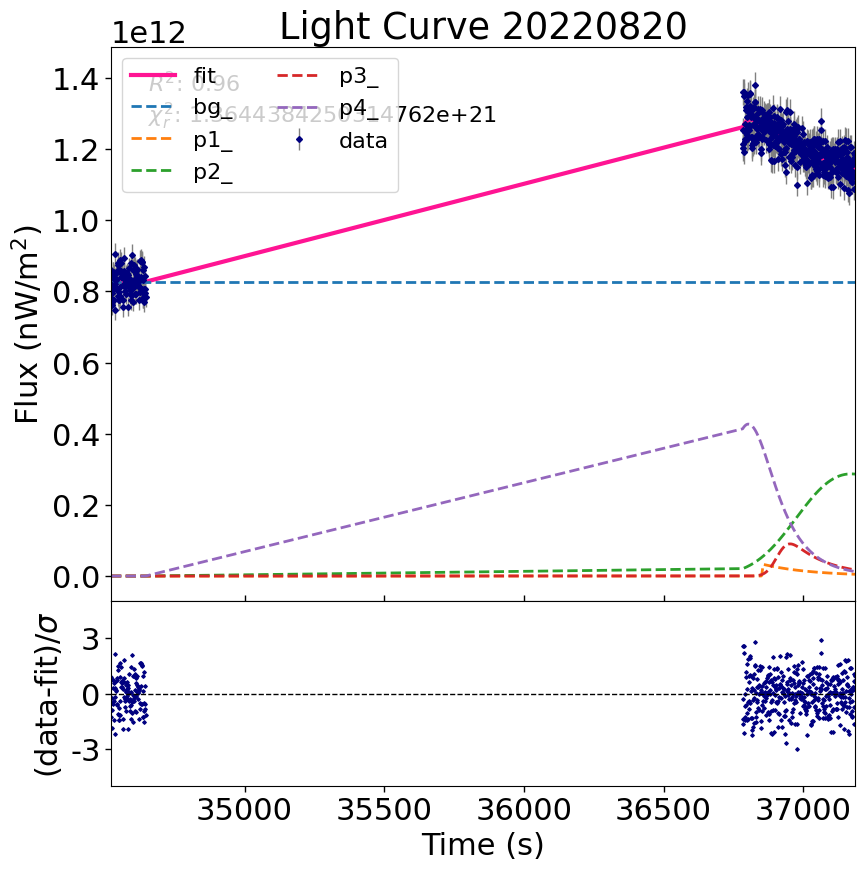 1e12
Light Curve 20220820
fit
bg_
p1_
p2_
p3_
p4_
data
R²: 0.96
Flux (nW/m²)
1.4
1.2
1.0
0.8
0.6
0.4
0.2
0.0
(data-fit)/σ
3
0
-3
35000
35500
36000
36500
37000
Time (s)